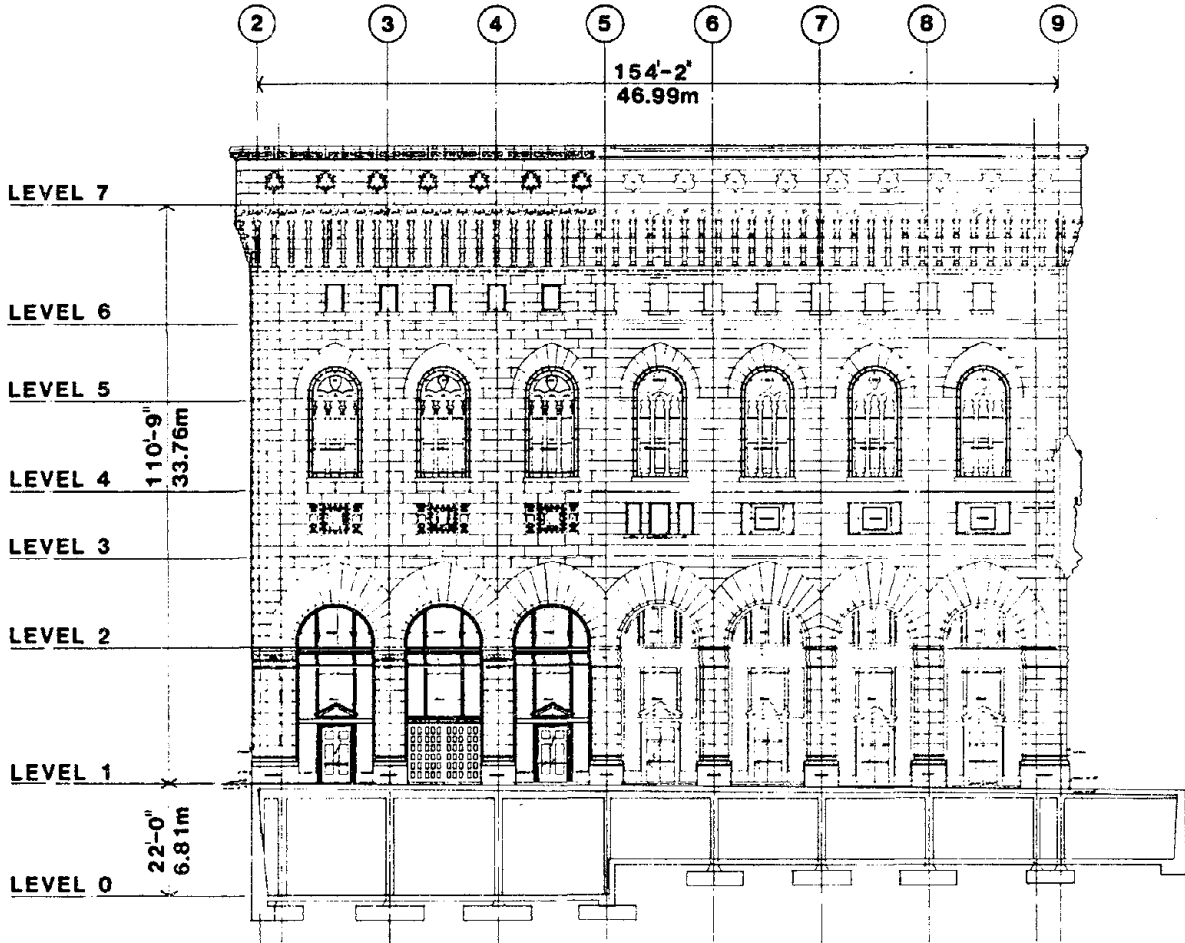 2 3 4 5 6 7 8 9
154'-2"
46.99m
LEVEL 7
LEVEL 6
LEVEL 5
110'-9"
33.76m
LEVEL 4
LEVEL 3
LEVEL 2
LEVEL 1
22'-0"
6.81m
LEVEL 0